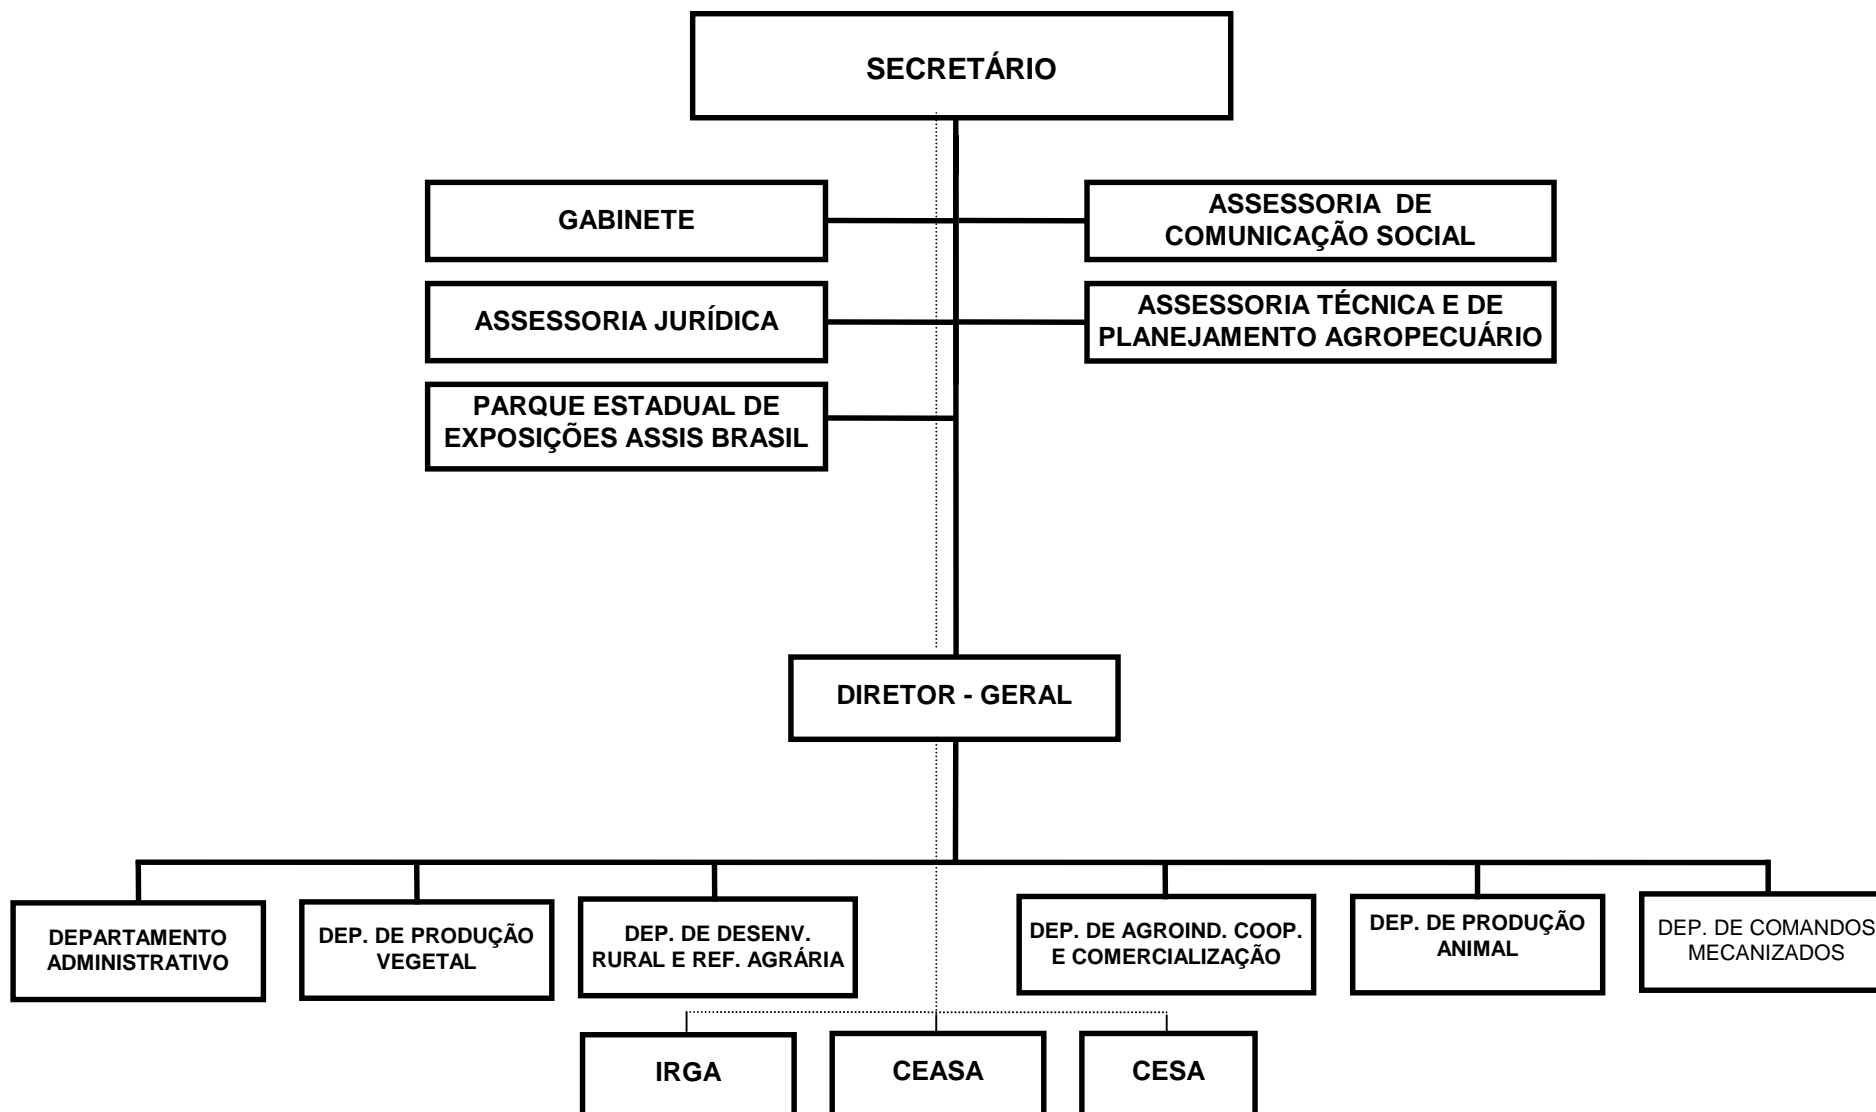 SECRETÁRIO
GABINETE
ASSESSORIA DE
COMUNICAÇÃO SOCIAL
ASSESSORIA JURÍDICA
ASSESSORIA TÉCNICA E DE
PLANEJAMENTO AGROPECUÁRIO
PARQUE ESTADUAL DE
EXPOSIÇÕES ASSIS BRASIL
DIRETOR - GERAL
DEPARTAMENTO
ADMINISTRATIVO
DEP. DE PRODUÇÃO
VEGETAL
DEP. DE DESENV.
RURAL E REF. AGRÁRIA
DEP. DE AGROIND. COOP.
E COMERCIALIZAÇÃO
DEP. DE PRODUÇÃO
ANIMAL
DEP. DE COMANDOS
MECANIZADOS
IRGA
CEASA
CESA